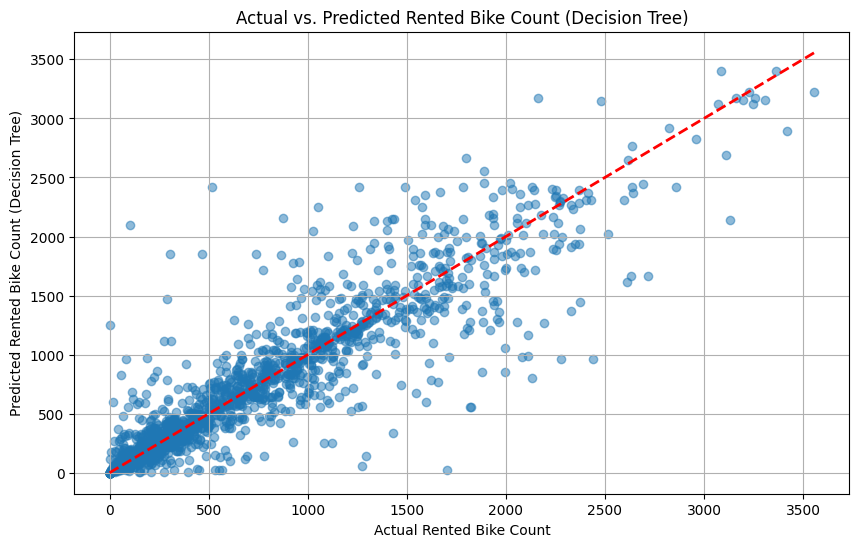 Actual vs. Predicted Rented Bike Count (Decision Tree)
Predicted Rented Bike Count (Decision Tree)
3500
3000
2500
2000
1500
1000
500
0
0 500 1000 1500 2000 2500 3000 3500
Actual Rented Bike Count